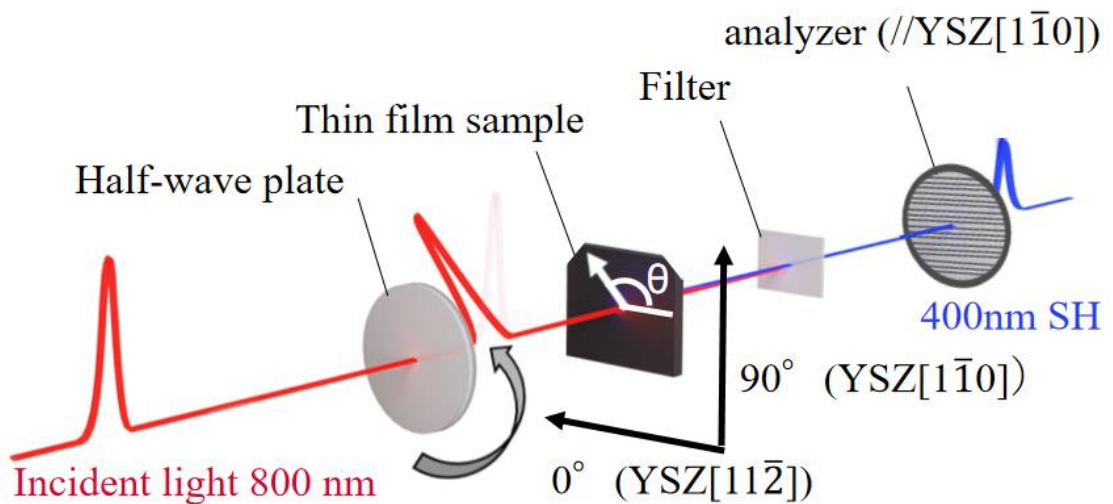 analyzer (//YSZ[11̅0])
Filter
Thin film sample
Half-wave plate
θ
400nm SH
90° (YSZ[11̅0])
0° (YSZ[112̅])
Incident light 800 nm